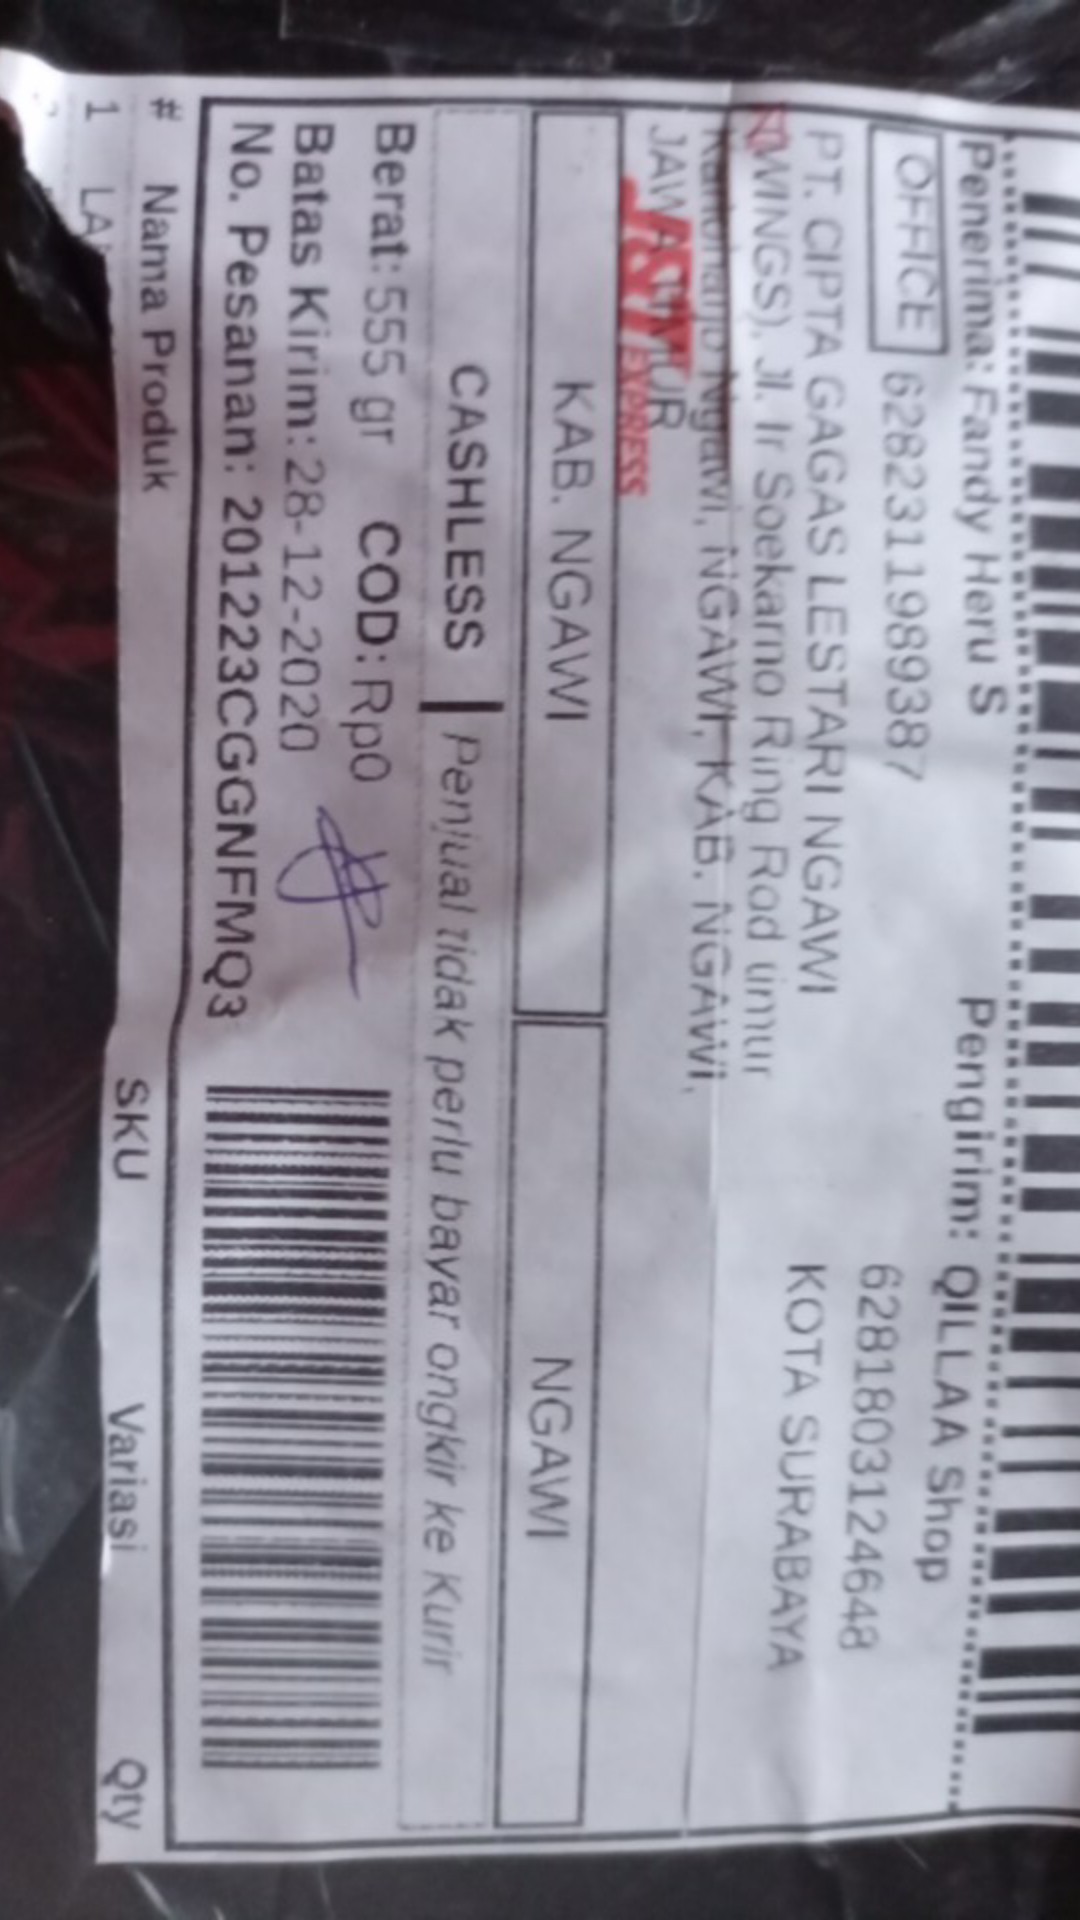 Penerima: Fandy Heru S
OFFICE 6282311989387
PT. CIPTA GAGAS LESTARI NGAWI
WINGS), Jl. Ir Soekarno Ring Rod timur
Ngawi, NGAWI, KAB. NGAWI,
JAWA TIMUR
EXPRESS
Pengirim: QILLAA Shop
6281803124648
KOTA SURABAYA
KAB. NGAWI
NGAWI
CASHLESS Penjual tidak perlu bayar ongkir ke Kurir
Berat: 555 gr COD: Rp0
Batas Kirim: 28-12-2020
No. Pesanan: 201223CGGNFMQ3
# Nama Produk SKU Variasi Qty
1